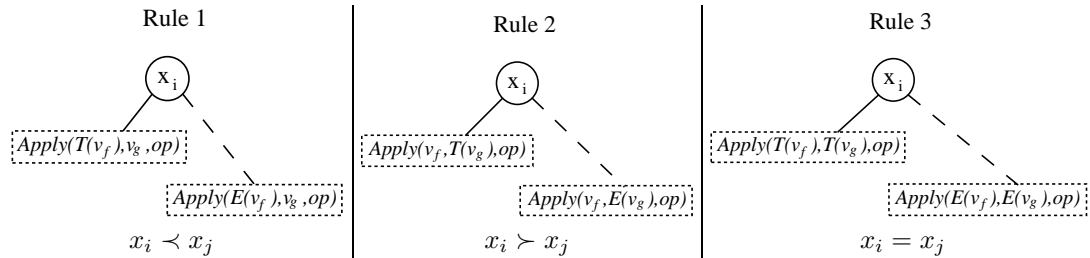 Rule 1
x_i
Apply(T(v_f),v_g,op)
Apply(E(v_f),v_g,op)
x_i ≺ x_j
Rule 2
x_i
Apply(v_f,T(v_g),op)
Apply(v_f,E(v_g),op)
x_i ≻ x_j
Rule 3
x_i
Apply(T(v_f),T(v_g),op)
Apply(E(v_f),E(v_g),op)
x_i = x_j